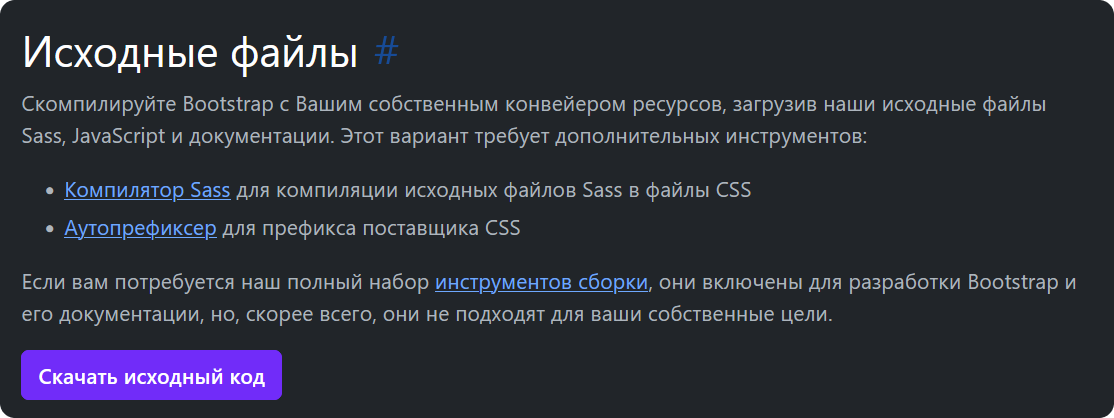 Исходные файлы #
Скомпилируйте Bootstrap с Вашим собственным конвейером ресурсов, загрузив наши исходные файлы
Sass, JavaScript и документации. Этот вариант требует дополнительных инструментов:
• Компилятор Sass для компиляции исходных файлов Sass в файлы CSS
• Аутопрефиксер для префикса поставщика CSS
Если вам потребуется наш полный набор инструментов сборки, они включены для разработки Bootstrap и
его документации, но, скорее всего, они не подходят для ваши собственные цели.
Скачать исходный код